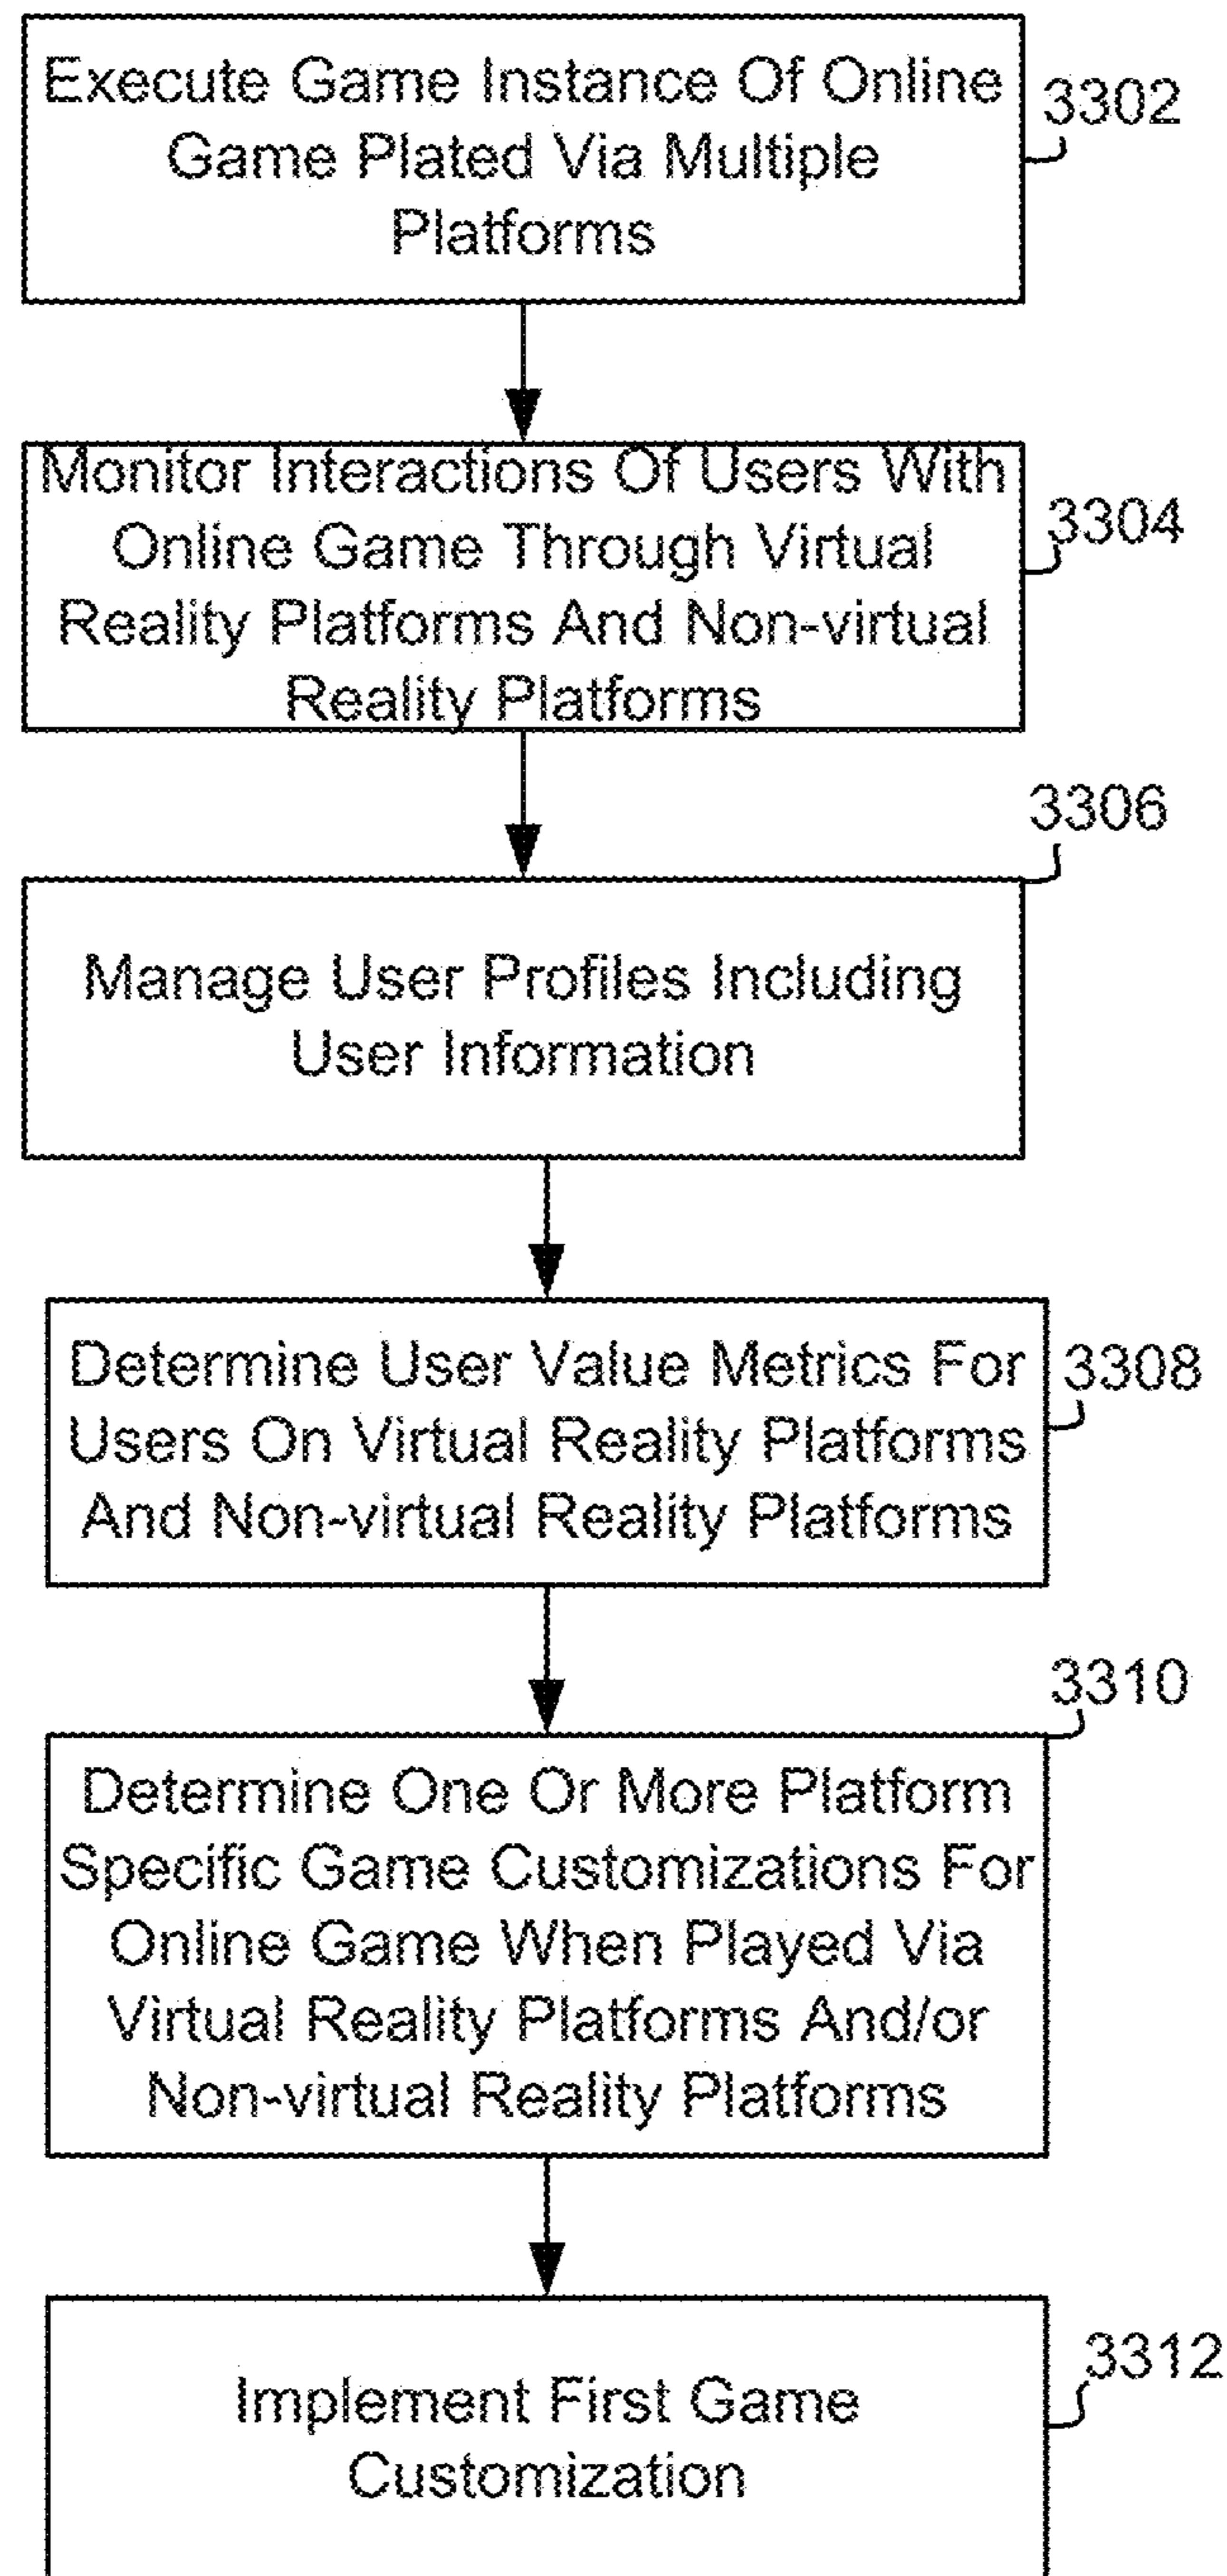 Execute Game Instance Of Online
Game Plated Via Multiple
Platforms
3302
Monitor Interactions Of Users With
Online Game Through Virtual
Reality Platforms And Non-virtual
Reality Platforms
3304
3306
Manage User Profiles Including
User Information
Determine User Value Metrics For
Users On Virtual Reality Platforms
And Non-virtual Reality Platforms
3308
3310
Determine One Or More Platform
Specific Game Customizations For
Online Game When Played Via
Virtual Reality Platforms And/or
Non-virtual Reality Platforms
Implement First Game
Customization
3312